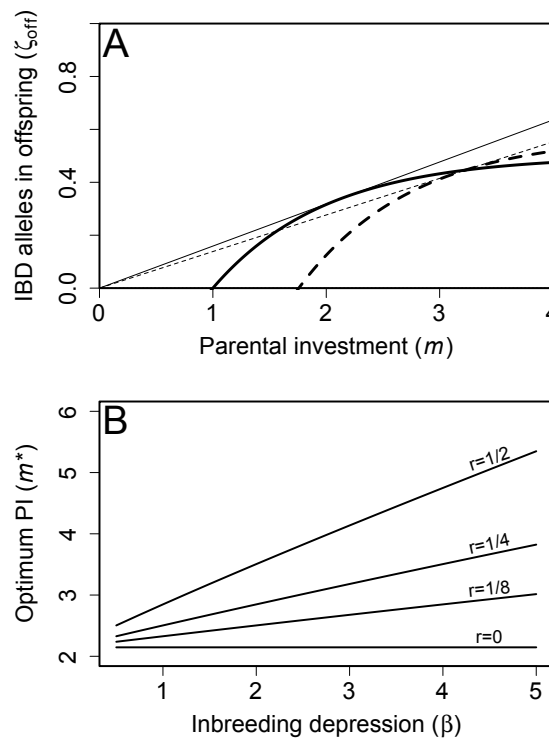 A
IBD alleles in offspring (ζoff)
0.8
0.4
0.0
0 1 2 3 4
Parental investment (m)
B
Optimum PI (m*)
6
5
4
3
2
r=1/2
r=1/4
r=1/8
r=0
1 2 3 4 5
Inbreeding depression (β)